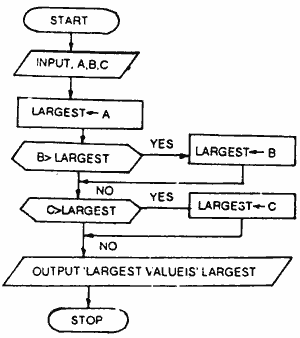 START
INPUT, A,B,C
LARGEST← A
B> LARGEST
YES
LARGEST← B
NO
C>LARGEST
YES
LARGEST← C
NO
OUTPUT 'LARGEST VALUEIS' LARGEST
STOP